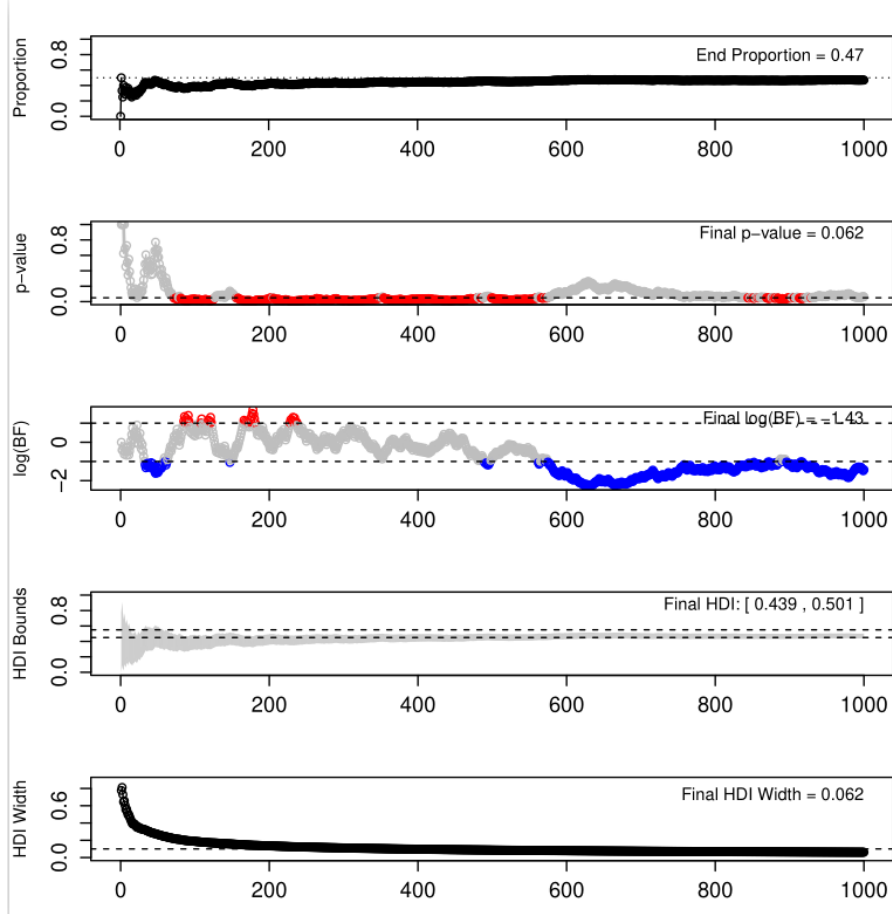 Proportion
0.0 0.8
End Proportion = 0.47
0 200 400 600 800 1000
p−value
0.0 0.8
Final p−value = 0.062
0 200 400 600 800 1000
log(BF)
−2 0
Final log(BF) = −1.43
0 200 400 600 800 1000
HDI Bounds
0.0 0.8
Final HDI: [ 0.439 , 0.501 ]
0 200 400 600 800 1000
HDI Width
0.0 0.6
Final HDI Width = 0.062
0 200 400 600 800 1000